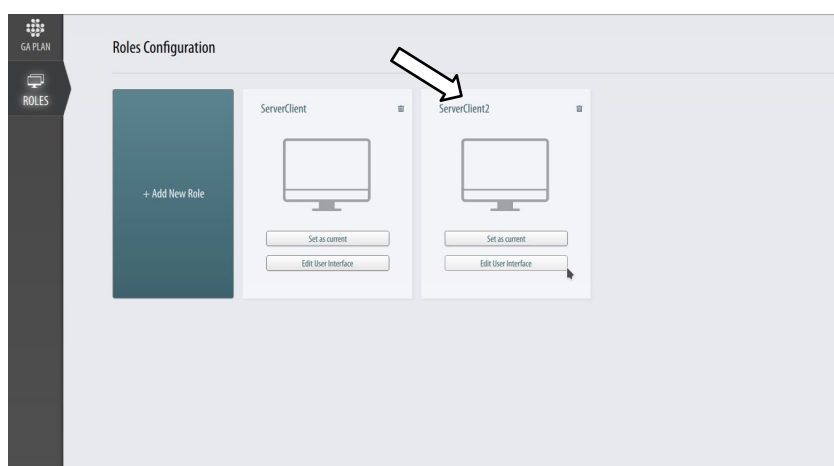 GA PLAN
ROLES
Roles Configuration
+ Add New Role
ServerClient
Set as current
Edit User Interface
ServerClient2
Set as current
Edit User Interface